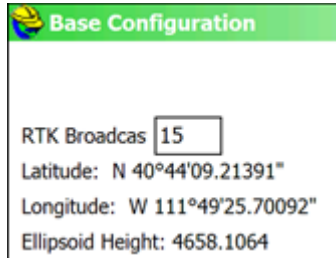 Base Configuration
RTK Broadcas 15
Latitude: N 40°44'09.21391"
Longitude: W 111°49'25.70092"
Ellipsoid Height: 4658.1064